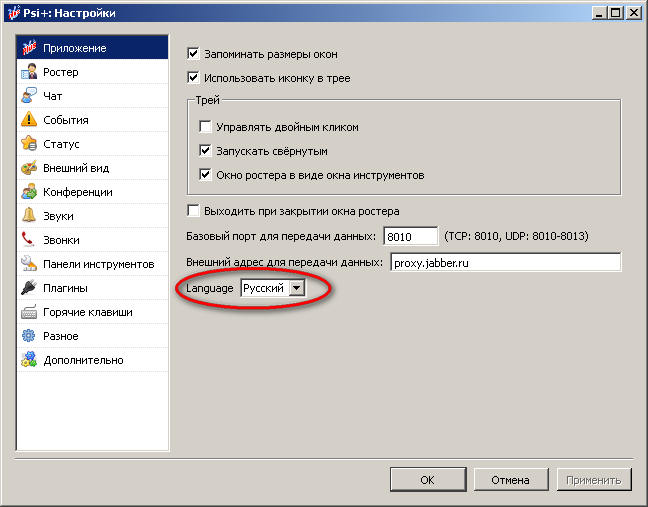 Psi+: Настройки
Приложение
Ростер
Чат
События
Статус
Внешний вид
Конференции
Звуки
Звонки
Панели инструментов
Плагины
Горячие клавиши
Разное
Дополнительно
Запоминать размеры окон
Использовать иконку в трее
Трей
Управлять двойным кликом
Запускать свёрнутым
Окно ростера в виде окна инструментов
Выходить при закрытии окна ростера
Базовый порт для передачи данных: 8010 (TCP: 8010, UDP: 8010-8013)
Внешний адрес для передачи данных: proxy.jabber.ru
Language Русский
OK Отмена Применить